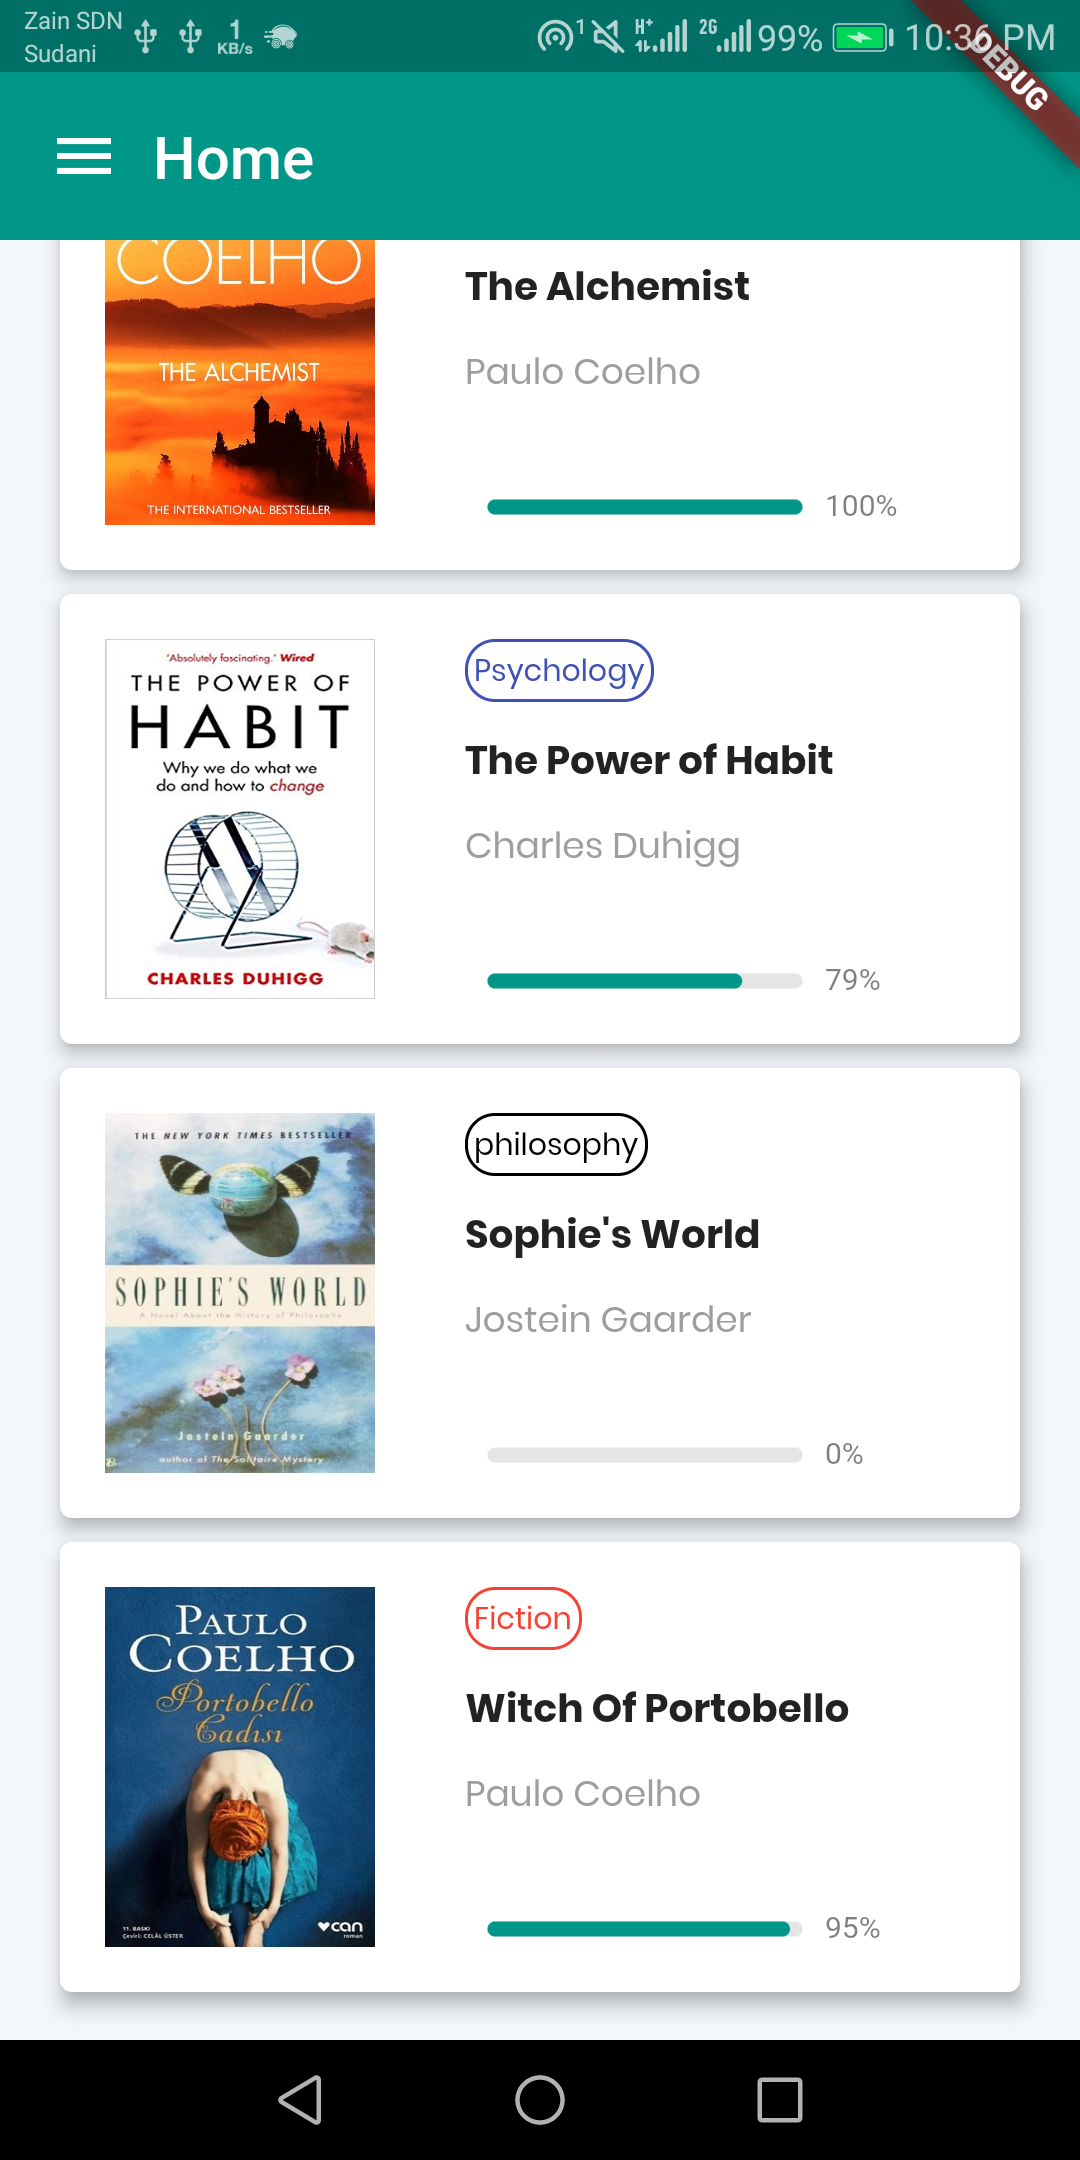 Zain SDN
Sudani
1
KB/s
1
H+
2G
99%
10:36 PM
DEBUG
Home
COELHO
THE ALCHEMIST
THE INTERNATIONAL BESTSELLER
The Alchemist
Paulo Coelho
100%
'Absolutely fascinating.' Wired
THE POWER OF
HABIT
Why we do what we
do and how to change
CHARLES DUHIGG
Psychology
The Power of Habit
Charles Duhigg
79%
THE NEW YORK TIMES BESTSELLER
SOPHIE'S WORLD
A Novel About the History of Philosophy
Jostein Gaarder
author of The Solitaire Mystery
philosophy
Sophie's World
Jostein Gaarder
0%
PAULO
COELHO
Portobello
Cadısı
11. BASKI
Çeviri: CELÂL ÜSTER
can
roman
Fiction
Witch Of Portobello
Paulo Coelho
95%